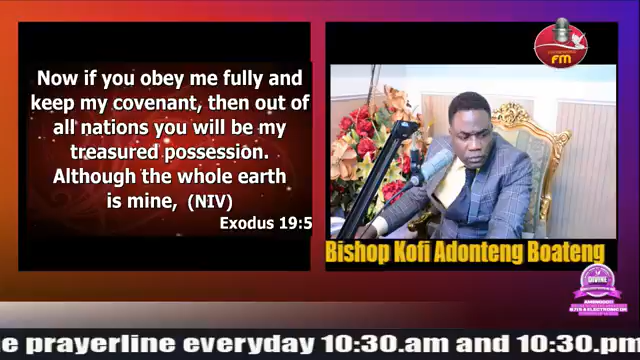 Now if you obey me fully and
keep my covenant, then out of
all nations you will be my
treasured possession.
Although the whole earth
is mine, (NIV)
Exodus 19:5
FM
Bishop Kofi Adonteng Boateng
DIVINE
e prayerline everyday 10:30.am and 10:30.pm